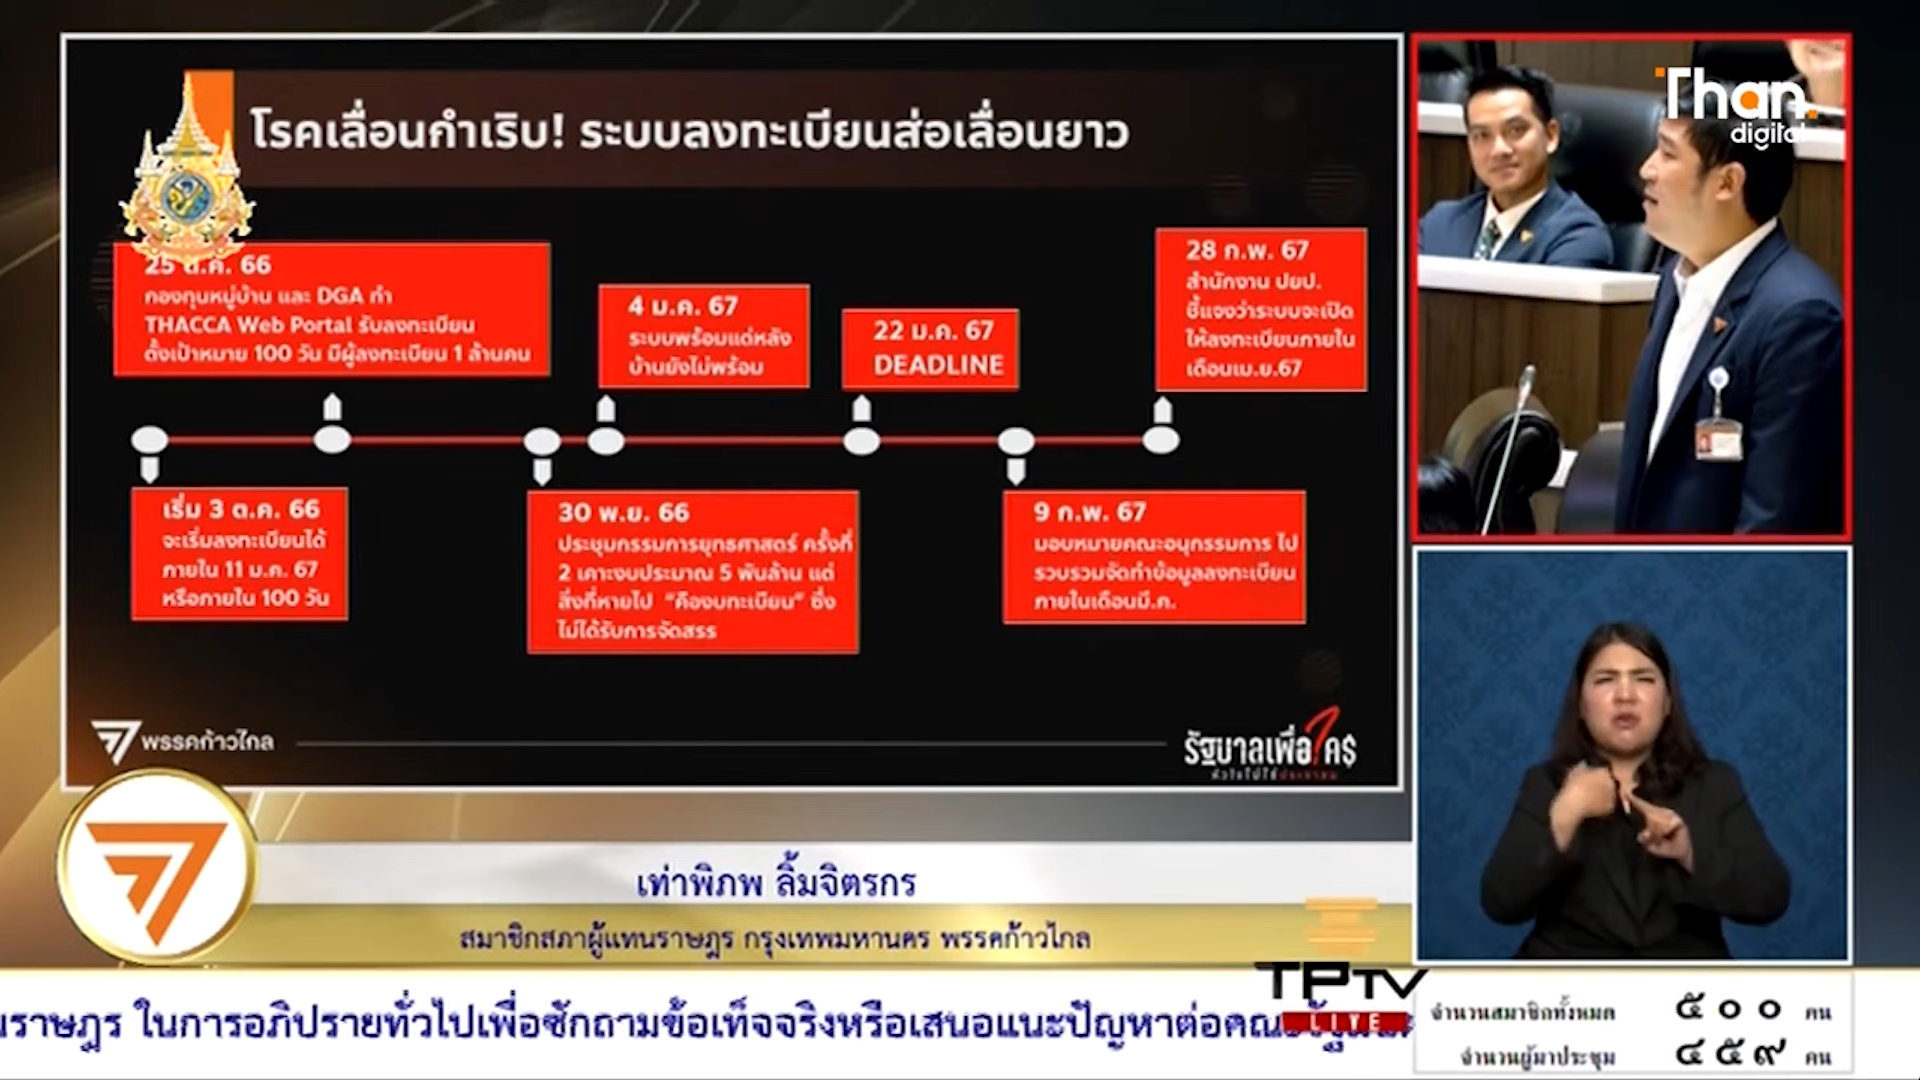 Than.
digital
โรคเลื่อนกำเริบ! ระบบลงทะเบียนส่อเลื่อนยาว
25 ต.ค. 66
กองทุนหมู่บ้าน และ DGA ทำ
THACCA Web Portal รับลงทะเบียน
ตั้งเป้าหมาย 100 วัน มีผู้ลงทะเบียน 1 ล้านคน
4 ม.ค. 67
ระบบพร้อมแต่หลัง
บ้านยังไม่พร้อม
22 ม.ค. 67
DEADLINE
28 ก.พ. 67
สำนักงาน ปยป.
ชี้แจงว่าระบบจะเปิด
ให้ลงทะเบียนภายใน
เดือนเม.ย.67
เริ่ม 3 ต.ค. 66
จะเริ่มลงทะเบียนได้
ภายใน 11 ม.ค. 67
หรือภายใน 100 วัน
30 พ.ย. 66
ประชุมกรรมการยุทธศาสตร์ ครั้งที่
2 เคาะงบประมาณ 5 พันล้าน แต่
สิ่งที่หายไป “คืองบทะเบียน” ซึ่ง
ไม่ได้รับการจัดสรร
9 ก.พ. 67
มอบหมายคณะอนุกรรมการ ไป
รวบรวมจัดทำข้อมูลลงทะเบียน
ภายในเดือนมี.ค.
พรรคก้าวไกล
รัฐบาลเพื่อใคร$
หัวใจไม่ใช่ประชาชน
เท่าพิภพ ลิ้มจิตรกร
สมาชิกสภาผู้แทนราษฎร กรุงเทพมหานคร พรรคก้าวไกล
TPTV
LIVE
นราษฎร ในการอภิปรายทั่วไปเพื่อซักถามข้อเท็จจริงหรือเสนอแนะปัญหาต่อคณะรัฐมนต
จำนวนสมาชิกทั้งหมด ๕๐๐ คน
จำนวนผู้มาประชุม ๔๕๙ คน